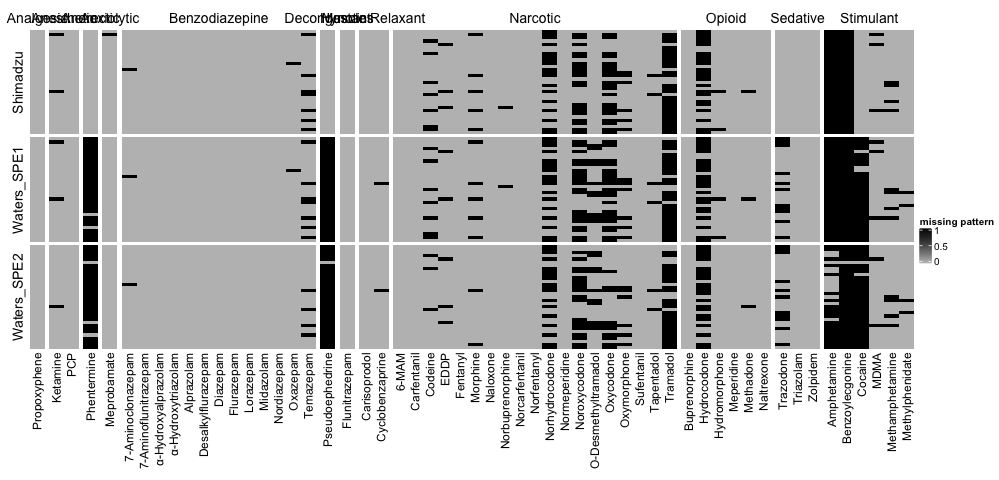 Benzodiazepine
Relaxant
Narcotic
Opioid
Sedative
Stimulant
Shimadzu
Waters_SPE1
Waters_SPE2
missing pattern
1
0.5
0
Propoxyphene
Ketamine
PCP
Phentermine
Meprobamate
7-Aminoclonazepam
7-Aminoflunitrazepam
α-Hydroxyalprazolam
α-Hydroxytriazolam
Alprazolam
Desalkylflurazepam
Diazepam
Flurazepam
Lorazepam
Midazolam
Nordiazepam
Oxazepam
Temazepam
Pseudoephedrine
Flunitrazepam
Carisoprodol
Cyclobenzaprine
6-MAM
Carfentanil
Codeine
EDDP
Fentanyl
Morphine
Naloxone
Norbuprenorphine
Norcarfentanil
Norfentanyl
Norhydrocodone
Normeperidine
Noroxycodone
O-Desmethyltramadol
Oxycodone
Oxymorphone
Sufentanil
Tapentadol
Tramadol
Buprenorphine
Hydrocodone
Hydromorphone
Meperidine
Methadone
Naltrexone
Trazodone
Triazolam
Zolpidem
Amphetamine
Benzoylecgonine
Cocaine
MDMA
Methamphetamine
Methylphenidate